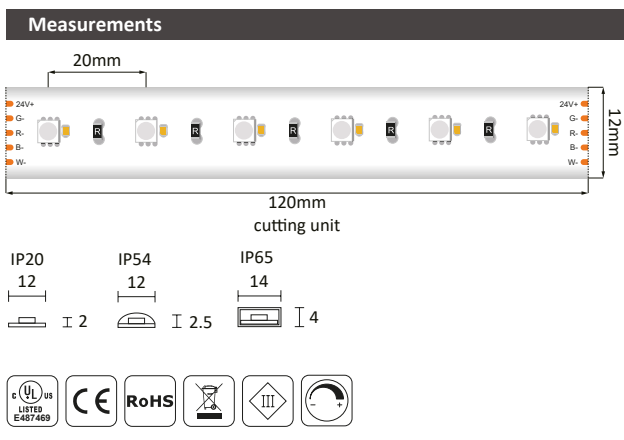 Measurements
20mm
24V+ 24V+
G- G-
R- R R R R R R-
B- B-
W- W-
12mm
120mm
cutting unit
IP20 IP54 IP65
12 12 14
2 2.5 4
C UL US LISTED E487469
CE
RoHS
III
- +